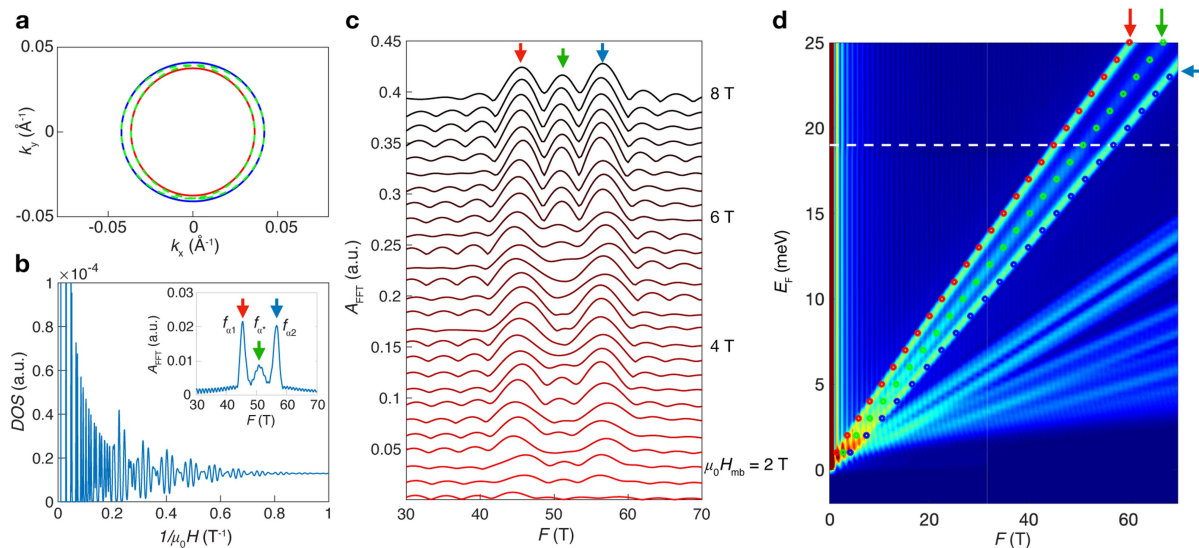 a
0.05
0
-0.05
k_y (Å⁻¹)
-0.05 0 0.05
k_x (Å⁻¹)
b
×10⁻⁴
1
0.8
0.6
0.4
0.2
0
DOS (a.u.)
0 0.2 0.4 0.6 0.8 1
1/μ₀H (T⁻¹)
0.03
0.02
0.01
0
A_FFT (a.u.)
f_α1 f_α* f_α2
30 40 50 60 70
F (T)
c
0.45
0.4
0.35
0.3
0.25
0.2
0.15
0.1
0.05
A_FFT (a.u.)
8 T
6 T
4 T
μ₀H_mb = 2 T
30 40 50 60 70
F (T)
d
25
20
15
10
5
0
E_F (meV)
0 20 40 60
F (T)